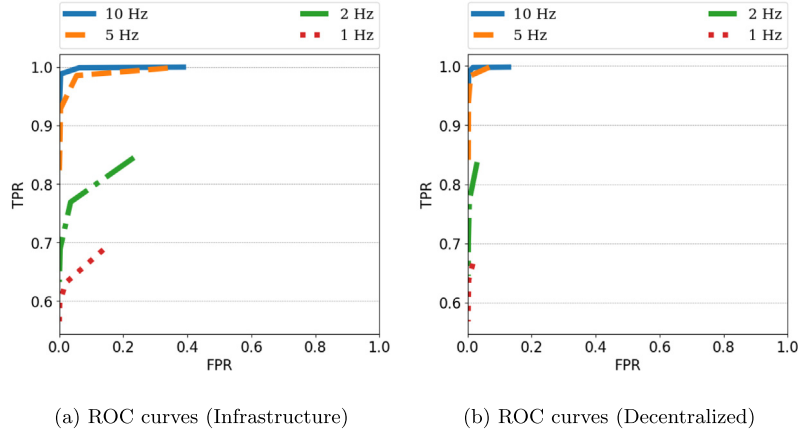 10 Hz 2 Hz
5 Hz 1 Hz
1.0
0.9
0.8
0.7
0.6
TPR
0.0 0.2 0.4 0.6 0.8 1.0
FPR
(a) ROC curves (Infrastructure)
10 Hz 2 Hz
5 Hz 1 Hz
1.0
0.9
0.8
0.7
0.6
TPR
0.0 0.2 0.4 0.6 0.8 1.0
FPR
(b) ROC curves (Decentralized)